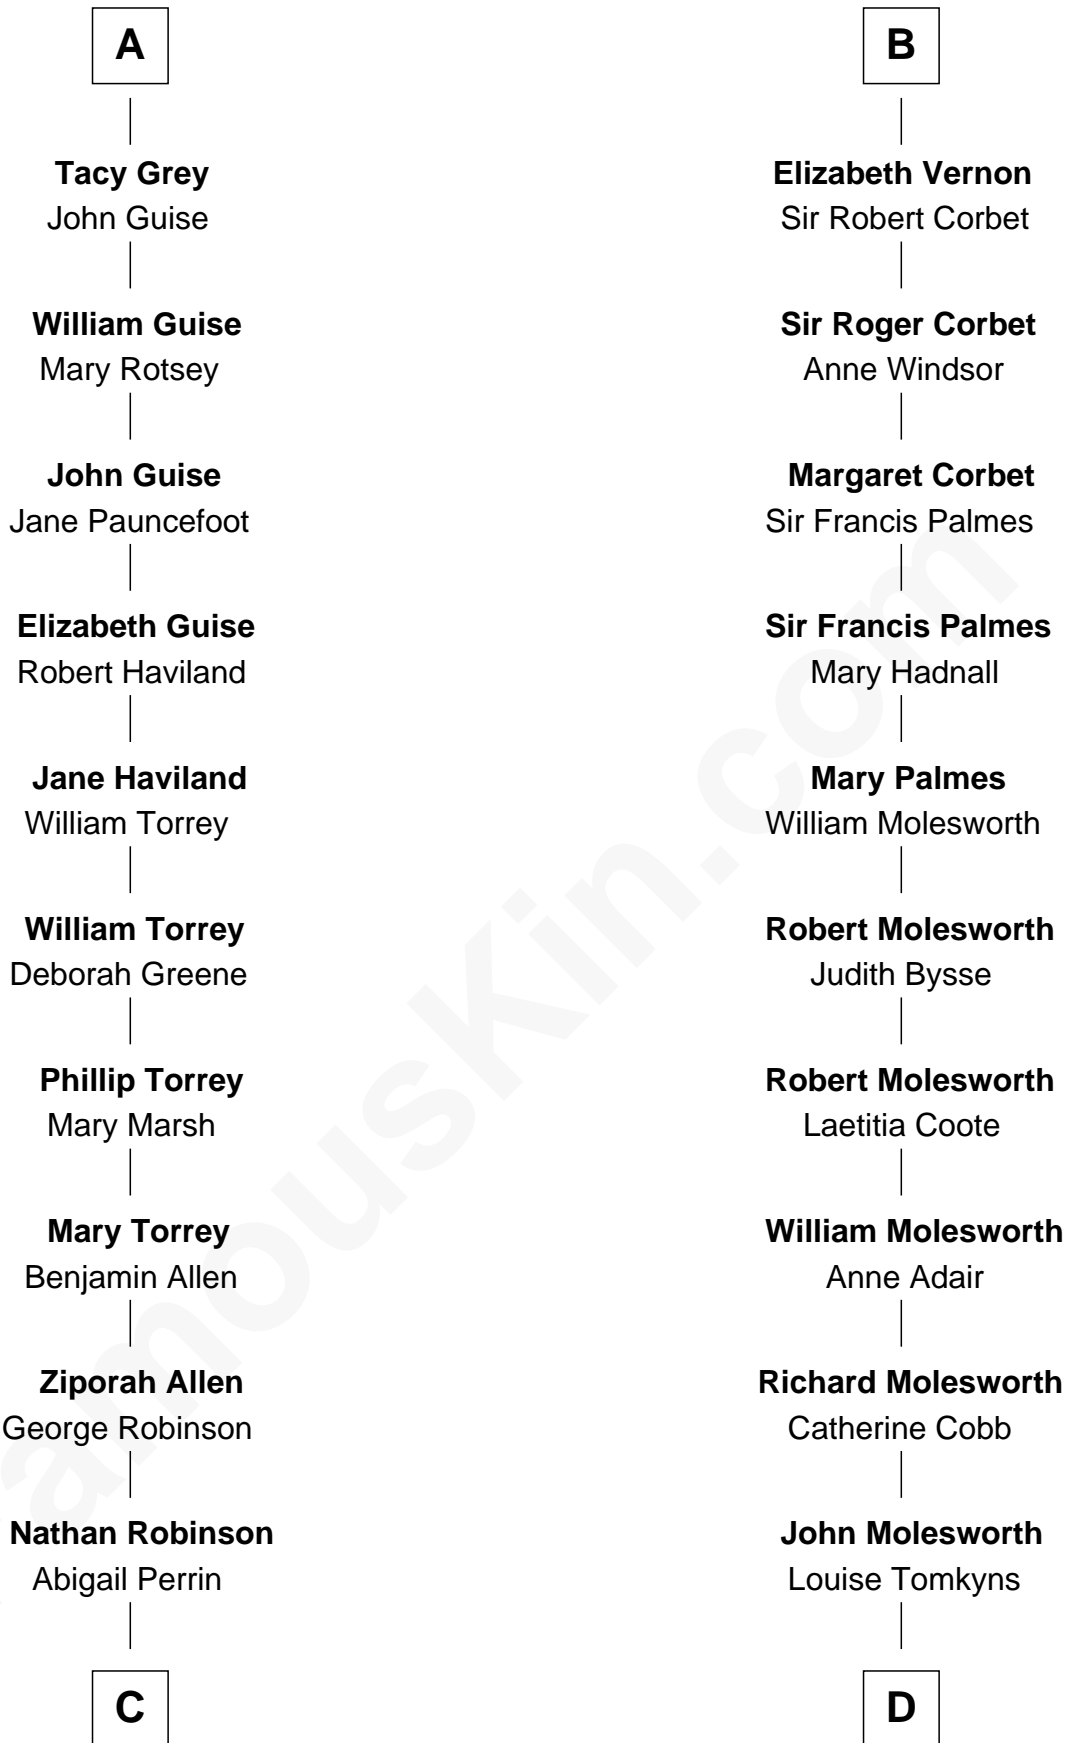 A
Tacy Grey
John Guise
William Guise
Mary Rotsey
John Guise
Jane Pauncefoot
Elizabeth Guise
Robert Haviland
Jane Haviland
William Torrey
William Torrey
Deborah Greene
Phillip Torrey
Mary Marsh
Mary Torrey
Benjamin Allen
Ziporah Allen
George Robinson
Nathan Robinson
Abigail Perrin
C
B
Elizabeth Vernon
Sir Robert Corbet
Sir Roger Corbet
Anne Windsor
Margaret Corbet
Sir Francis Palmes
Sir Francis Palmes
Mary Hadnall
Mary Palmes
William Molesworth
Robert Molesworth
Judith Bysse
Robert Molesworth
Laetitia Coote
William Molesworth
Anne Adair
Richard Molesworth
Catherine Cobb
John Molesworth
Louise Tomkyns
D
amousKin.com